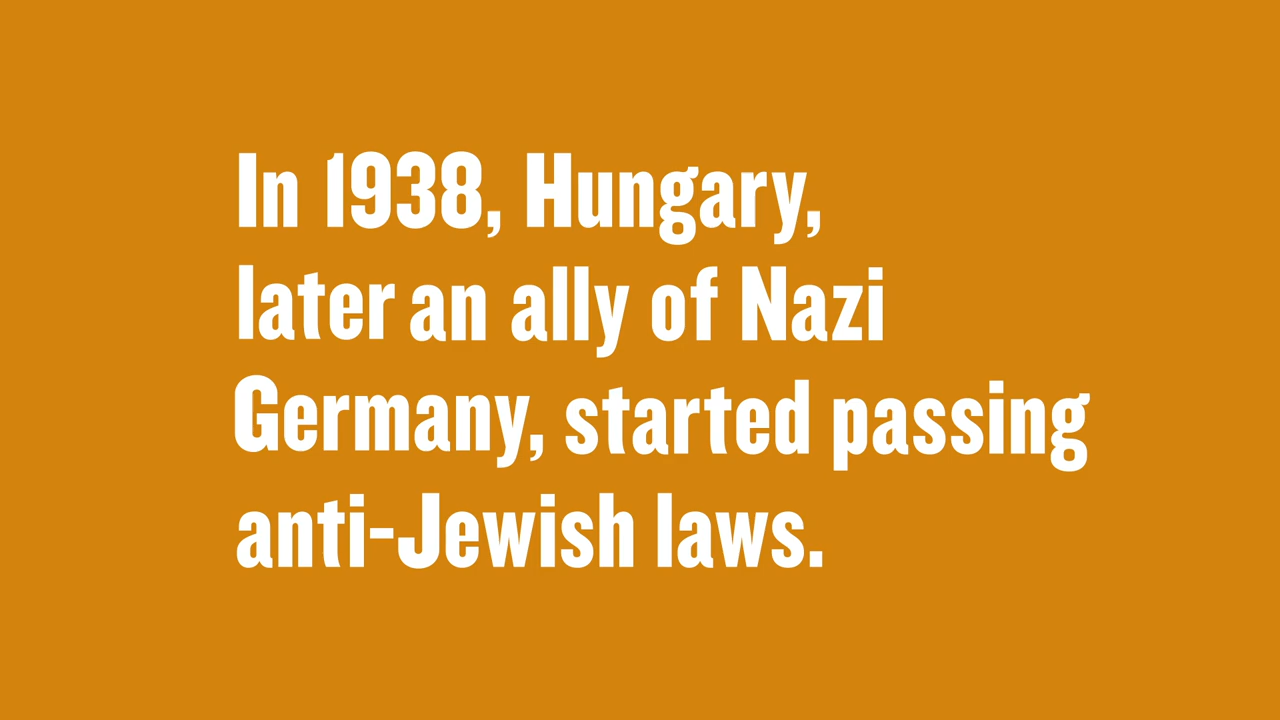 In 1938, Hungary,
later an ally of Nazi
Germany, started passing
anti-Jewish laws.